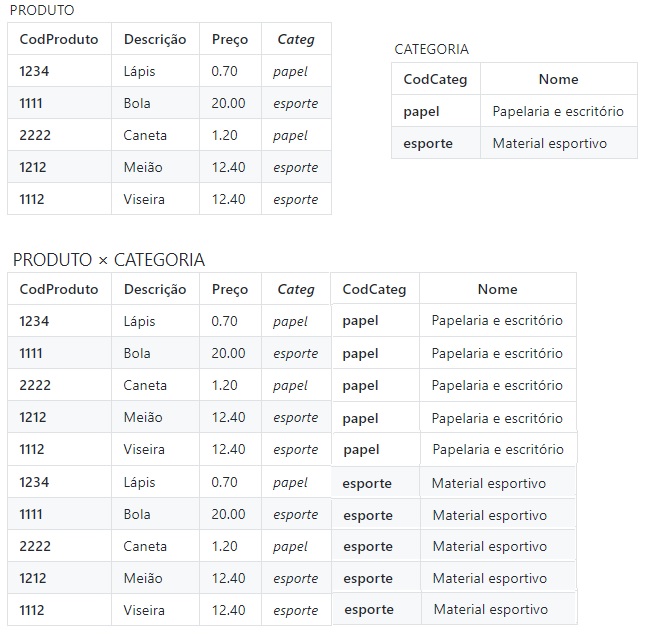 PRODUTO
CodProduto Descrição Preço Categ
1234 Lápis 0.70 papel
1111 Bola 20.00 esporte
2222 Caneta 1.20 papel
1212 Meião 12.40 esporte
1112 Viseira 12.40 esporte
CATEGORIA
CodCateg Nome
papel Papelaria e escritório
esporte Material esportivo
PRODUTO × CATEGORIA
CodProduto Descrição Preço Categ CodCateg Nome
1234 Lápis 0.70 papel papel Papelaria e escritório
1111 Bola 20.00 esporte papel Papelaria e escritório
2222 Caneta 1.20 papel papel Papelaria e escritório
1212 Meião 12.40 esporte papel Papelaria e escritório
1112 Viseira 12.40 esporte papel Papelaria e escritório
1234 Lápis 0.70 papel esporte Material esportivo
1111 Bola 20.00 esporte esporte Material esportivo
2222 Caneta 1.20 papel esporte Material esportivo
1212 Meião 12.40 esporte esporte Material esportivo
1112 Viseira 12.40 esporte esporte Material esportivo